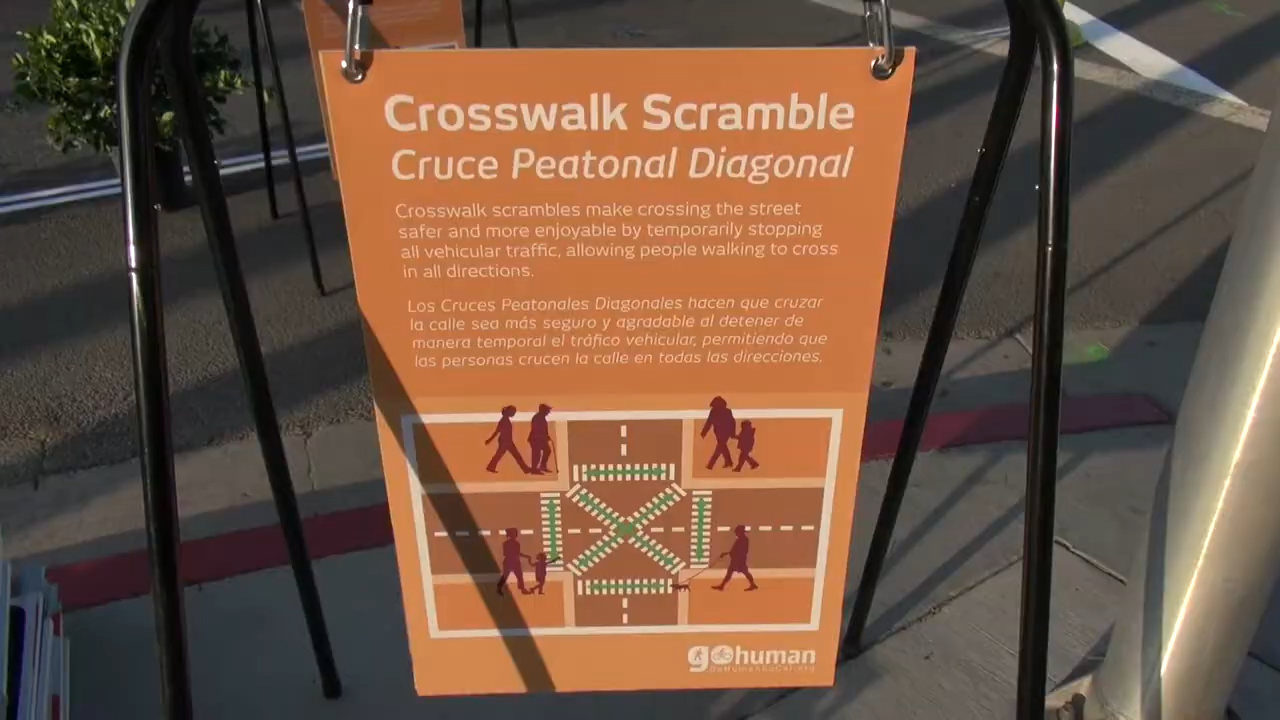 Crosswalk Scramble
Cruce Peatonal Diagonal
Crosswalk scrambles make crossing the street
safer and more enjoyable by temporarily stopping
all vehicular traffic, allowing people walking to cross
in all directions.
Los Cruces Peatonales Diagonales hacen que cruzar
la calle sea más seguro y agradable al detener de
manera temporal el tráfico vehicular, permitiendo que
las personas crucen la calle en todas las direcciones.
gohuman